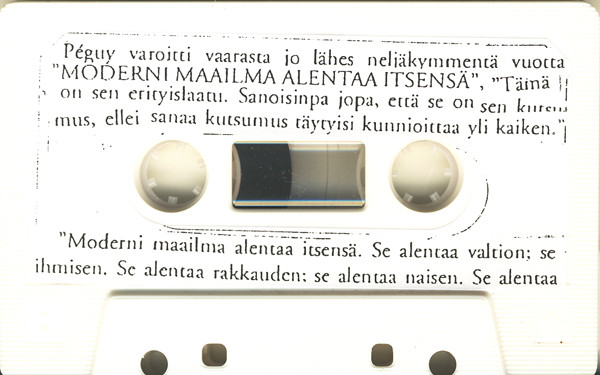 Péguy varoitti vaarasta jo lähes neljäkymmentä vuotta
"MODERNI MAAILMA ALENTAA ITSENSÄ", "Tämä
on sen erityislaatu. Sanoisinpa jopa, että se on sen kutsu-
mus, ellei sanaa kutsumus täytyisi kunnioittaa yli kaiken."
"Moderni maailma alentaa itsensä. Se alentaa valtion; se
ihmisen. Se alentaa rakkauden; se alentaa naisen. Se alentaa